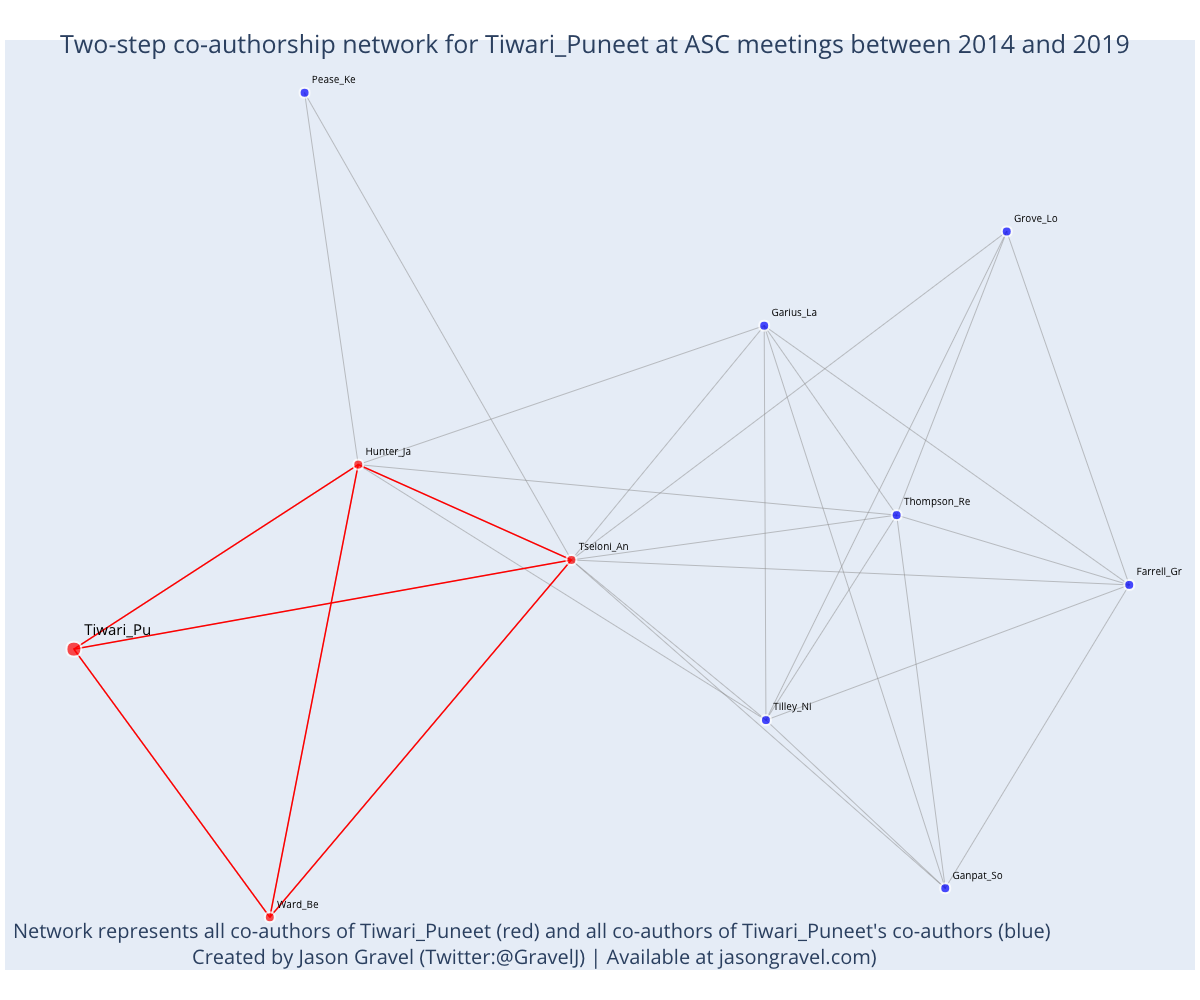 Two-step co-authorship network for Tiwari_Puneet at ASC meetings between 2014 and 2019
Pease_Ke
Grove_Lo
Garius_La
Hunter_Ja
Thompson_Re
Tseloni_An
Farrell_Gr
Tiwari_Pu
Tilley_Ni
Ganpat_So
Ward_Be
Network represents all co-authors of Tiwari_Puneet (red) and all co-authors of Tiwari_Puneet's co-authors (blue)
Created by Jason Gravel (Twitter:@GravelJ) | Available at jasongravel.com)